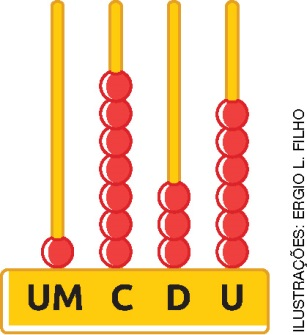 UM C D U
ILUSTRAÇÕES: ERGIO L. FILHO